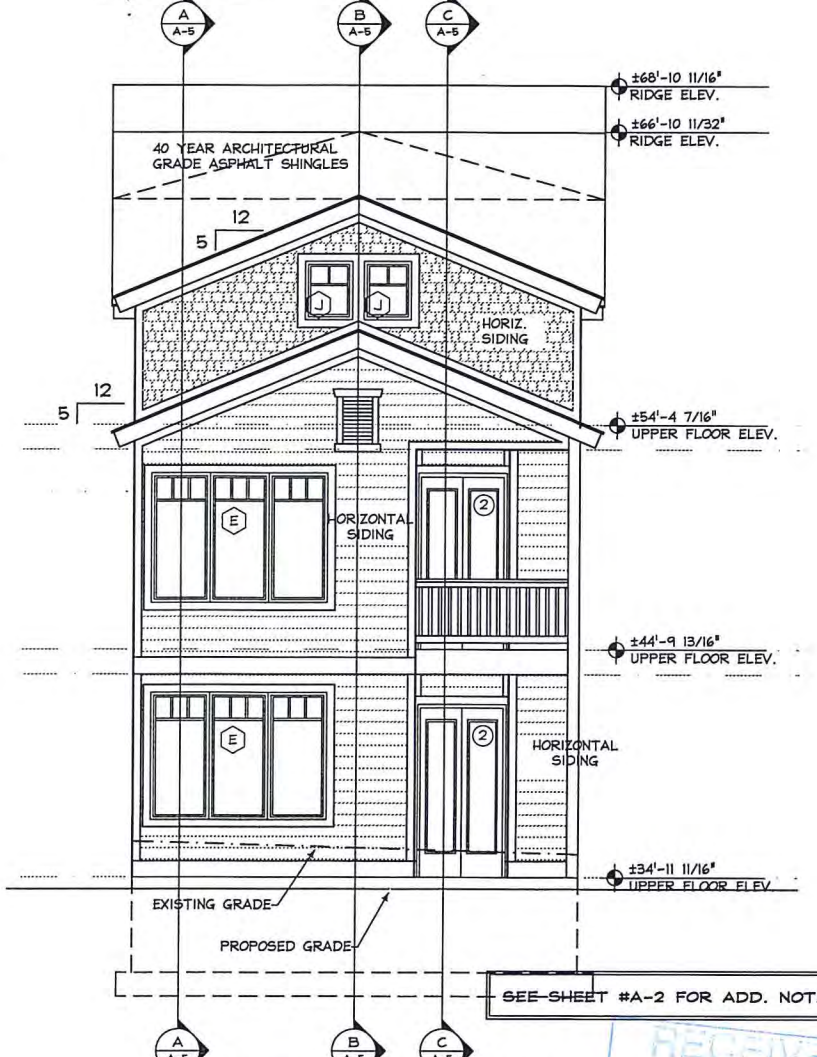 A
A-5
B
A-5
C
A-5
±68'-10 11/16"
RIDGE ELEV.
±66'-10 11/32"
RIDGE ELEV.
40 YEAR ARCHITECTURAL
GRADE ASPHALT SHINGLES
12
5
J
J
HORIZ.
SIDING
12
5
±54'-4 7/16"
UPPER FLOOR ELEV.
E
HORIZONTAL
SIDING
2
±44'-9 13/16"
UPPER FLOOR ELEV.
E
2
HORIZONTAL
SIDING
±34'-11 11/16"
UPPER FLOOR ELEV.
EXISTING GRADE
PROPOSED GRADE
SEE SHEET #A-2 FOR ADD. NOT
A
B
C